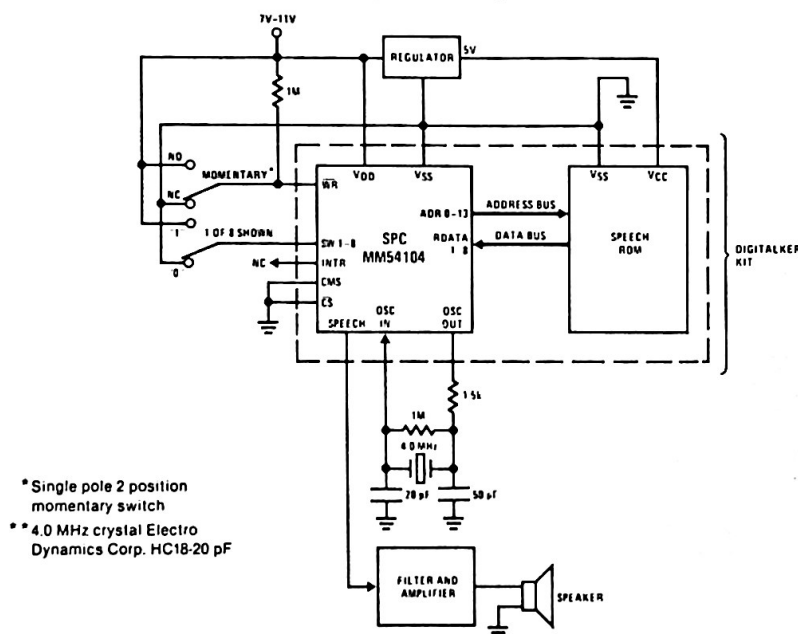 7V–11V
REGULATOR
5V
1M
NO
MOMENTARY*
NC
"1"
1 OF 8 SHOWN
"0"
NC
WR
VDD
VSS
ADR 0-13
SPC
MM54104
RDATA
1-8
SW 1–8
INTR
CMS
CS
SPEECH
OSC
IN
OSC
OUT
ADDRESS BUS
DATA BUS
VSS
VCC
SPEECH
ROM
DIGITALKER
KIT
1.5k
1M
4.0 MHz
20 pF
50 pF
*Single pole 2 position
momentary switch
**4.0 MHz crystal Electro
Dynamics Corp. HC18-20 pF
FILTER AND
AMPLIFIER
SPEAKER